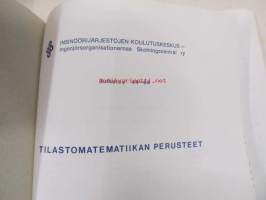 INSINÖÖRIJÄRJESTÖJEN KOULUTUSKESKUS –
Ingenjörsorganisationernas Skolningscentral ry
TILASTOMATEMATIIKAN PERUSTEET